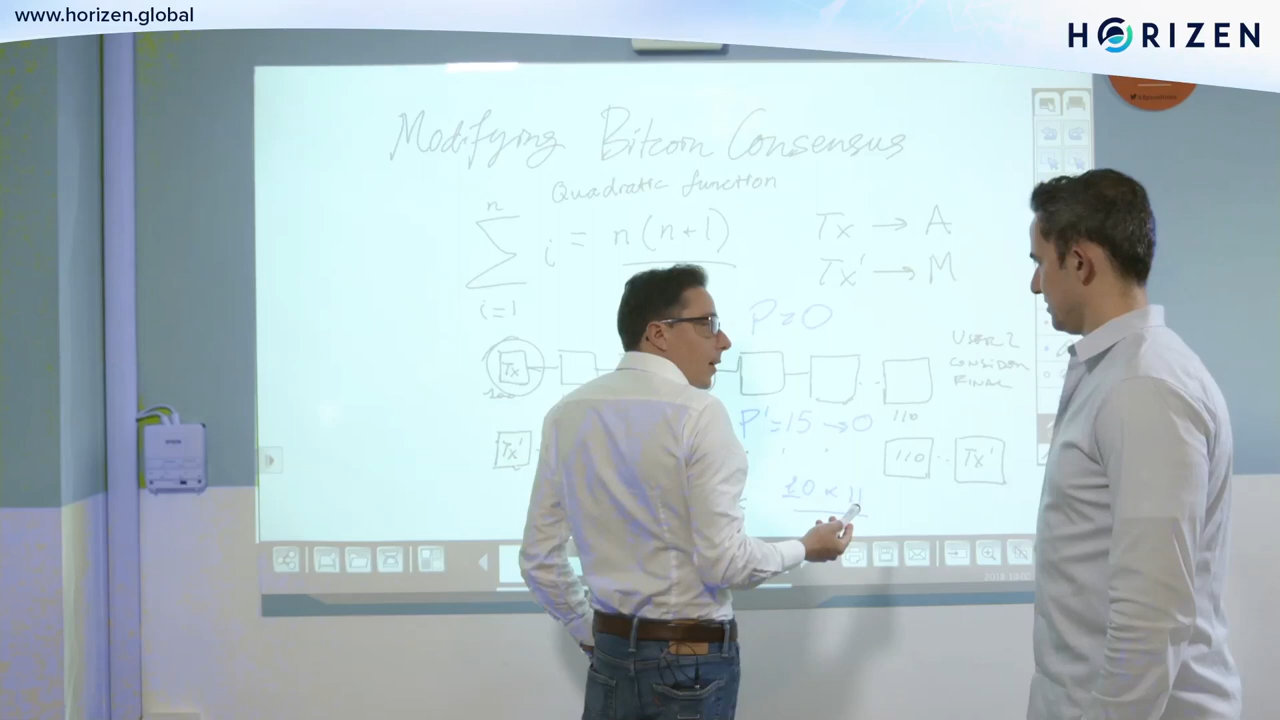 www.horizen.global
HORIZEN
Modifying Bitcoin Consensus
Quadratic function
n
∑ i = n(n+1)
i=1
Tx → A
Tx' → M
P=0
Tx
USER 2
CONSIDER
FINAL
110
P'=15 → 0
Tx'
110
Tx'
10 × 11
EPSON